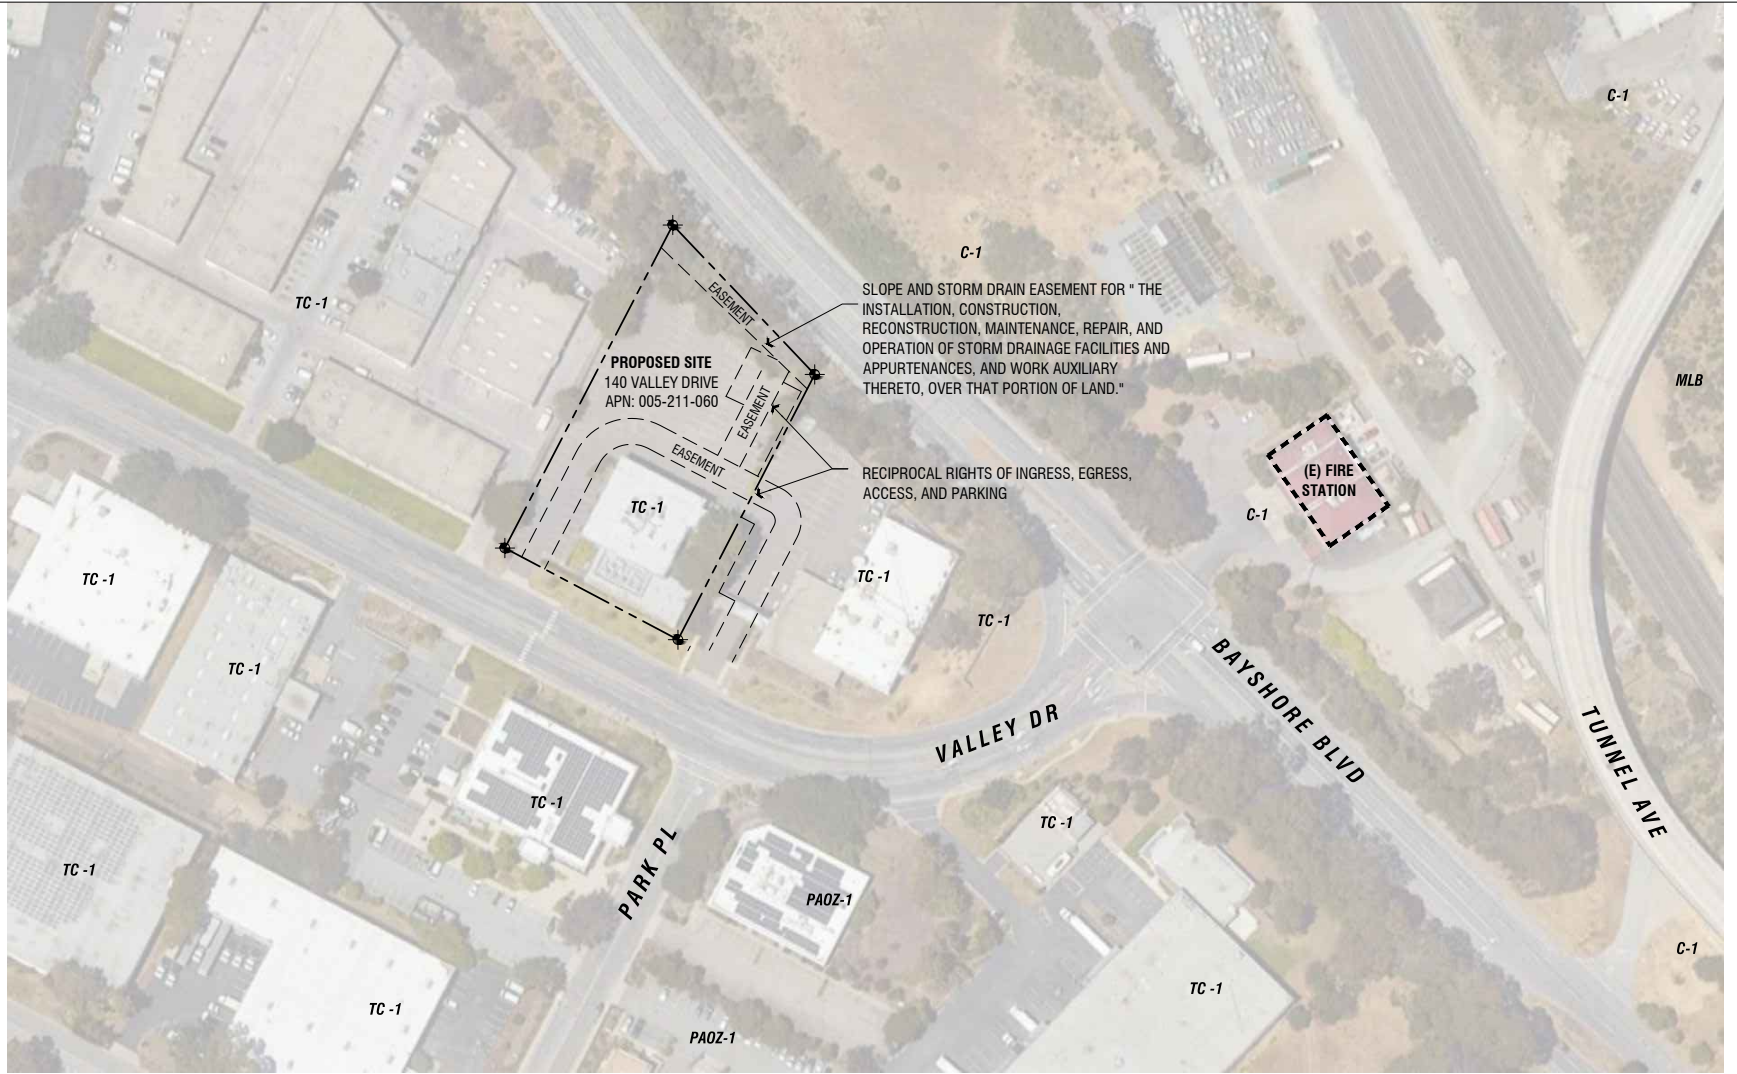 C-1
C-1
SLOPE AND STORM DRAIN EASEMENT FOR " THE
INSTALLATION, CONSTRUCTION,
RECONSTRUCTION, MAINTENANCE, REPAIR, AND
OPERATION OF STORM DRAINAGE FACILITIES AND
APPURTENANCES, AND WORK AUXILIARY
THERETO, OVER THAT PORTION OF LAND."
TC -1
EASEMENT
PROPOSED SITE
140 VALLEY DRIVE
APN: 005-211-060
MLB
EASEMENT
EASEMENT
RECIPROCAL RIGHTS OF INGRESS, EGRESS,
ACCESS, AND PARKING
(E) FIRE
STATION
TC -1
C-1
TC -1
TC -1
TC -1
TC -1
VALLEY DR
BAYSHORE BLVD
TUNNEL AVE
TC -1
TC -1
TC -1
PARK PL
PAOZ-1
C-1
TC -1
TC -1
PAOZ-1